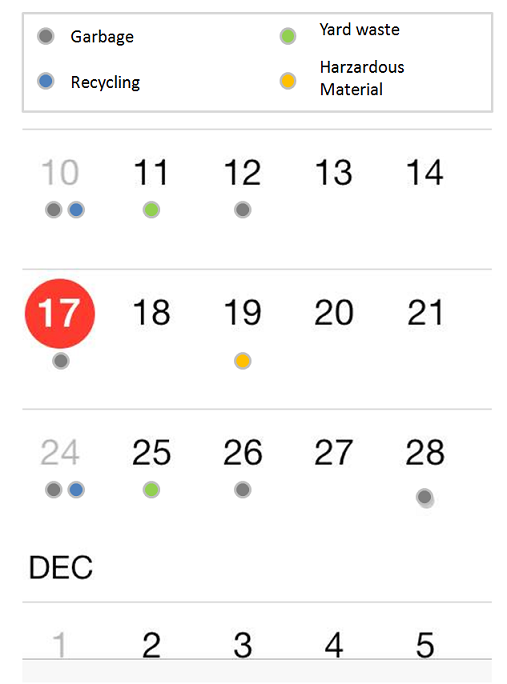 Garbage
Yard waste
Recycling
Harzardous
Material
10 11 12 13 14
17 18 19 20 21
24 25 26 27 28
DEC
1 2 3 4 5